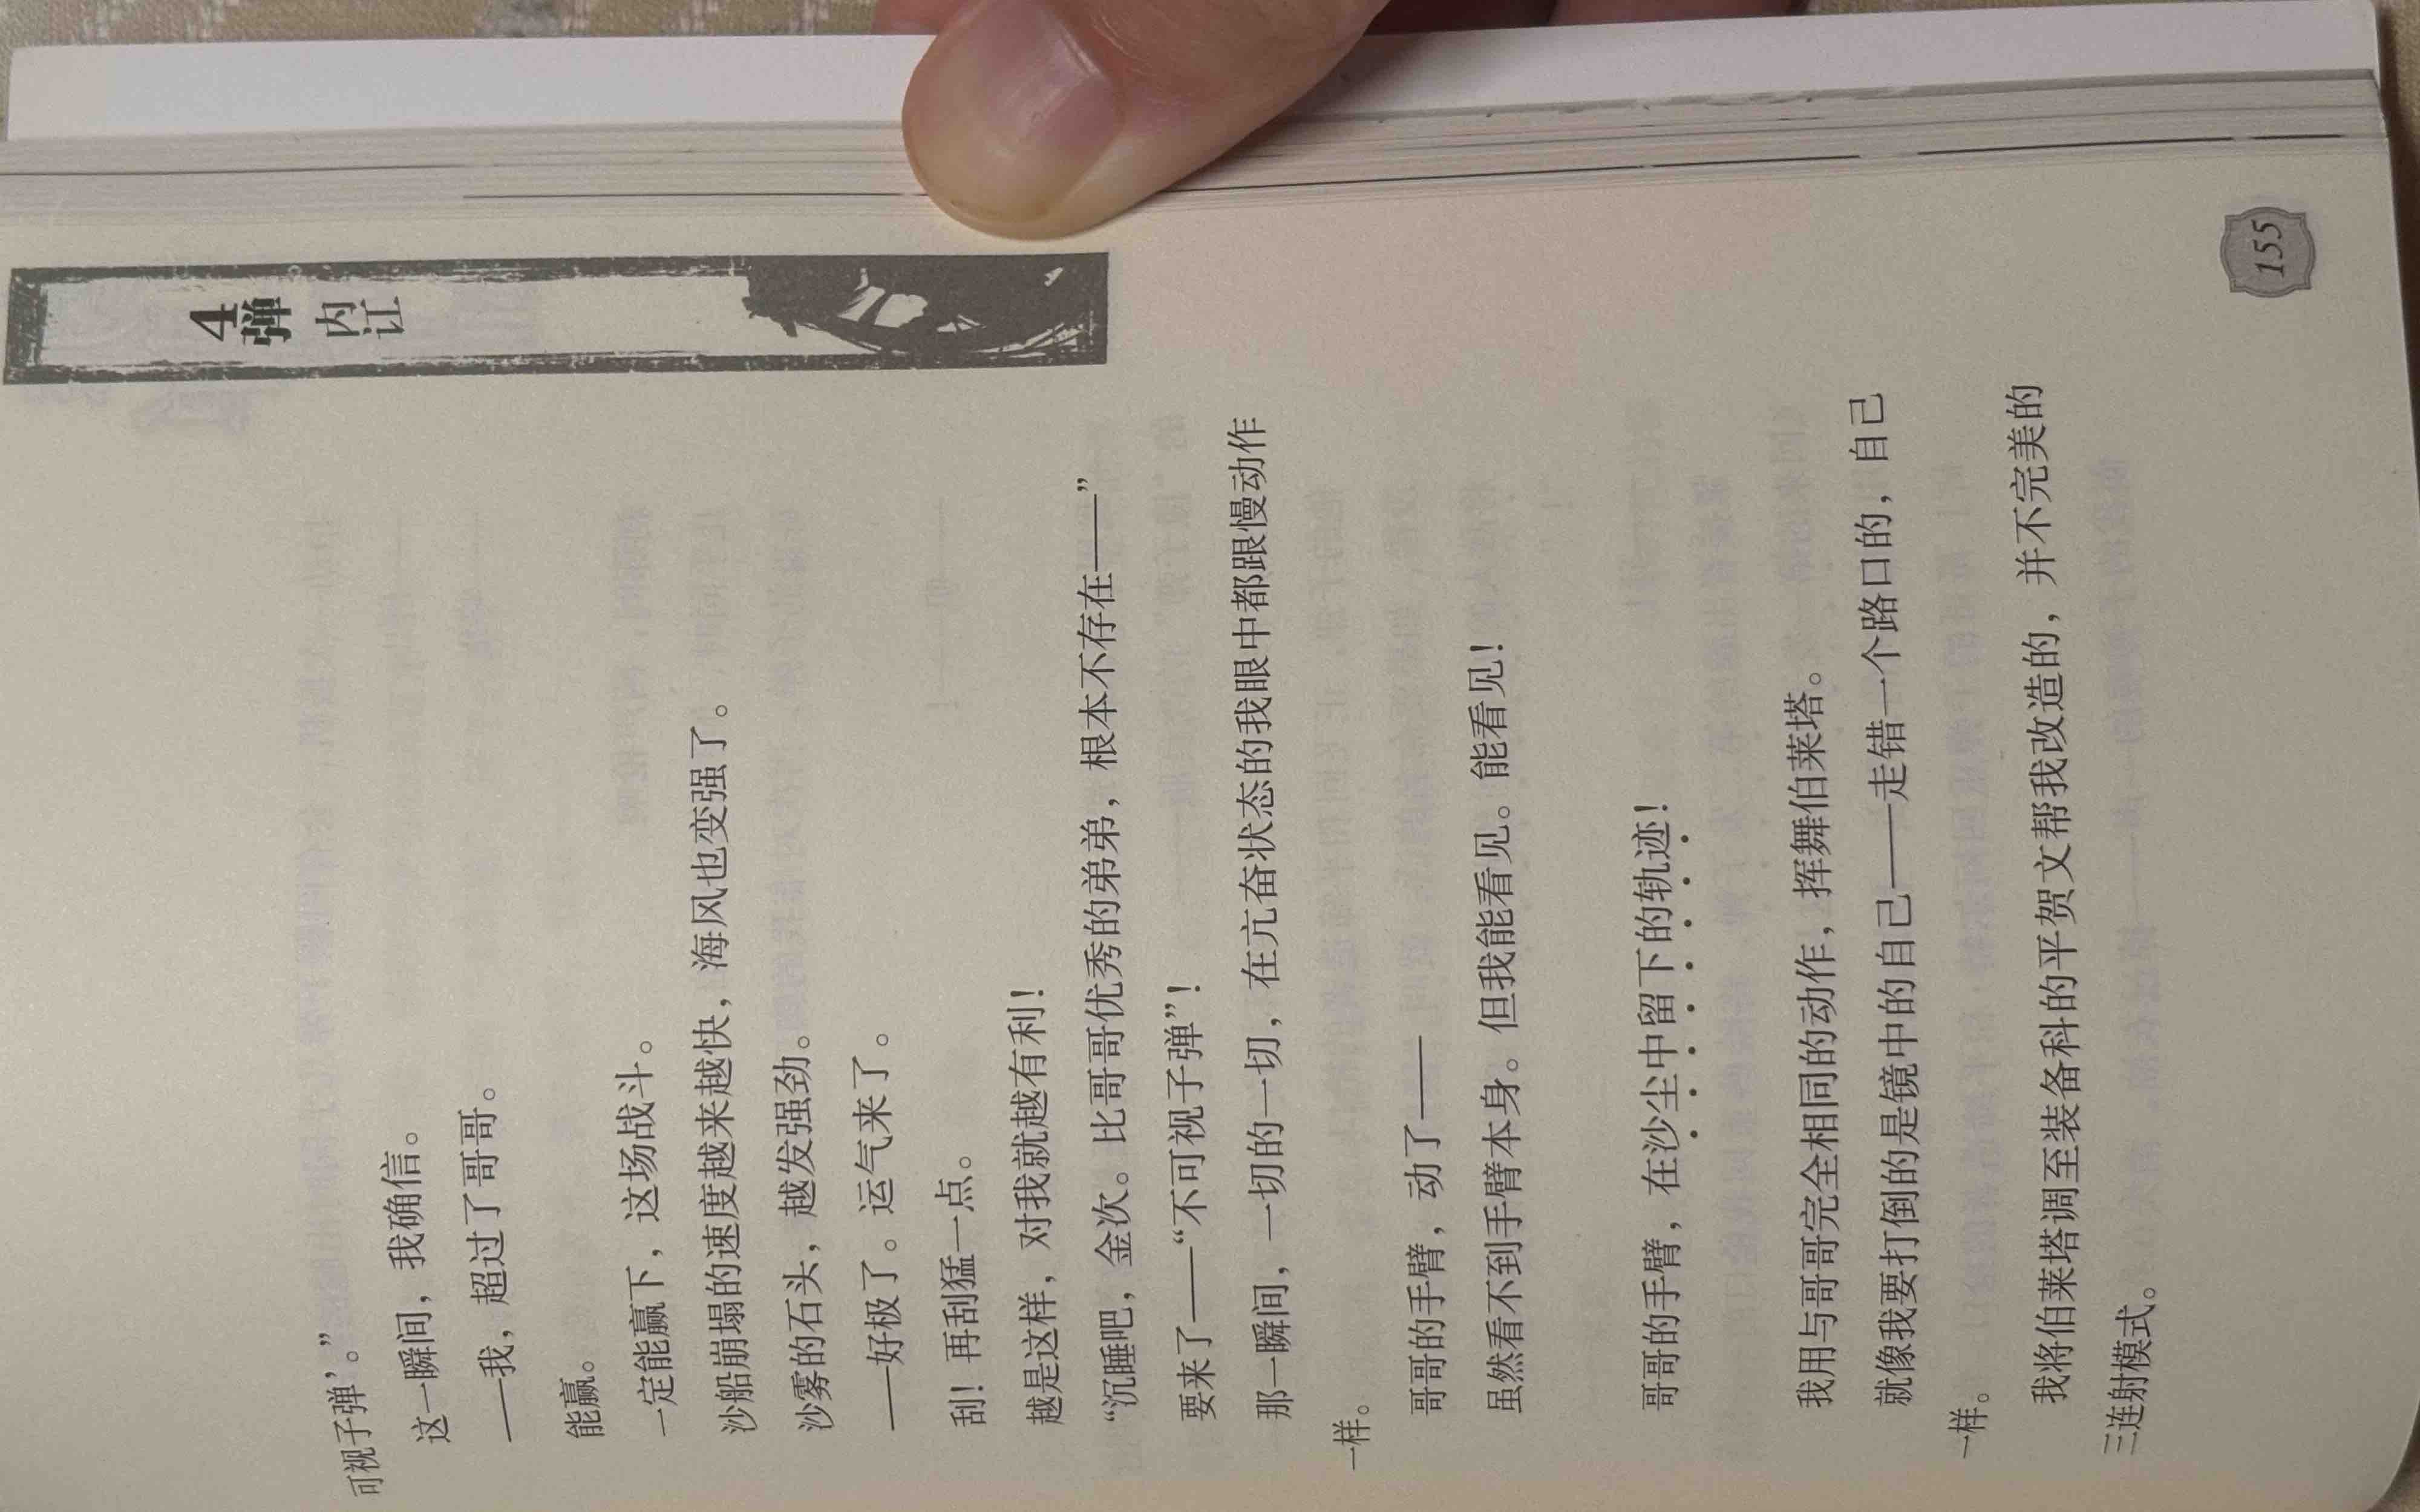 4弹 内讧
可视子弹’。”
这一瞬间，我确信。
——我，超过了哥哥。
能赢。
一定能赢下，这场战斗。
沙船崩塌的速度越来越快，海风也变强了。
沙雾的石头，越发强劲。
——好极了。运气来了。
刮！再刮猛一点。
越是这样，对我就越有利！
“沉睡吧，金次。比哥哥优秀的弟弟，根本不存在——”
要来了——“不可视子弹”！
那一瞬间，一切的一切，在亢奋状态的我眼中都跟慢动作
一样。
哥哥的手臂，动了——
虽然看不到手臂本身。但我能看见。能看见！
哥哥的手臂，在沙尘中留下的轨迹！
我用与哥哥完全相同的动作，挥舞伯莱塔。
就像我要打倒的是镜中的自己——走错一个路口的，自己
一样。
我将伯莱塔调至装备科的平贺文帮我改造的，并不完美的
三连射模式。
155